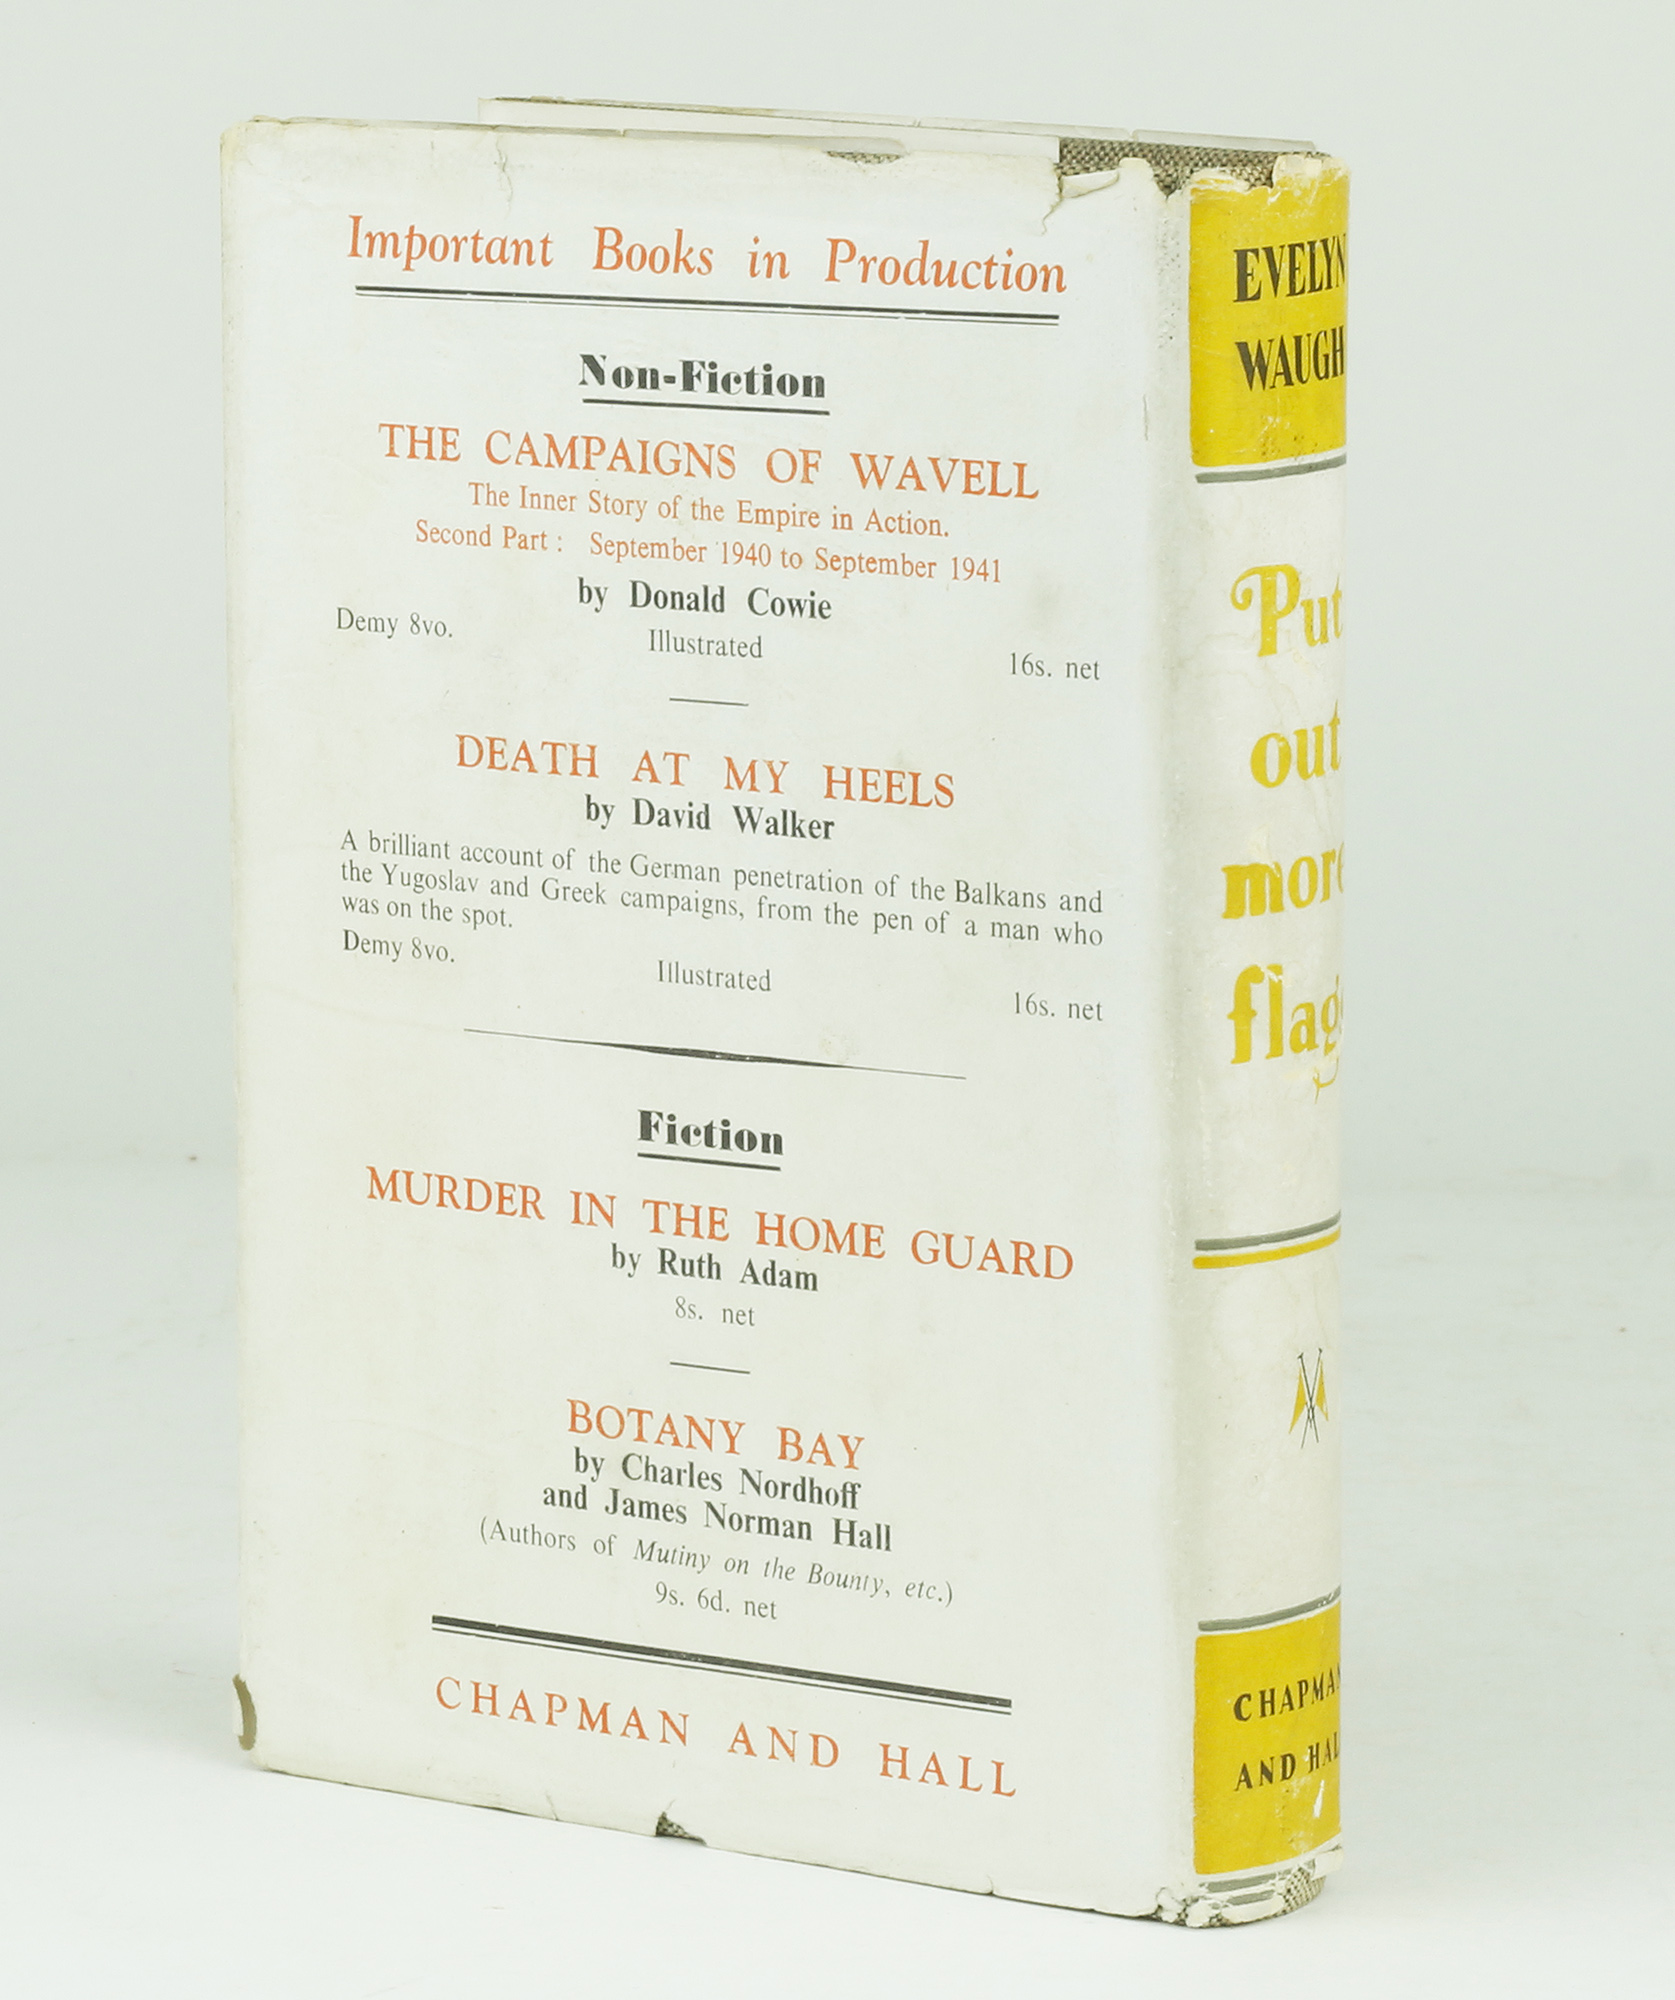 Important Books in Production
Non-Fiction
THE CAMPAIGNS OF WAVELL
The Inner Story of the Empire in Action.
Second Part : September 1940 to September 1941
by Donald Cowie
Demy 8vo. Illustrated 16s. net
DEATH AT MY HEELS
by David Walker
A brilliant account of the German penetration of the Balkans and
the Yugoslav and Greek campaigns, from the pen of a man who
was on the spot.
Demy 8vo. Illustrated 16s. net
Fiction
MURDER IN THE HOME GUARD
by Ruth Adam
8s. net
BOTANY BAY
by Charles Nordhoff
and James Norman Hall
(Authors of Mutiny on the Bounty, etc.)
9s. 6d. net
CHAPMAN AND HALL
EVELYN
WAUGH
Put
out
more
flags
CHAPMAN
AND HALL